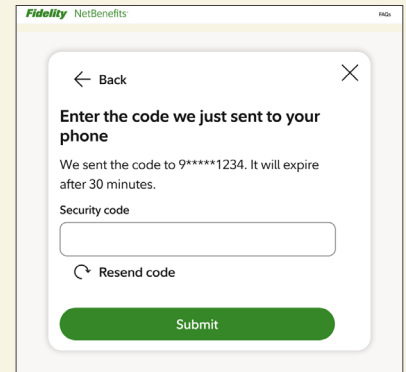 Fidelity NetBenefits
FAQs
Back
Enter the code we just sent to your
phone
We sent the code to 9*****1234. It will expire
after 30 minutes.
Security code
Resend code
Submit